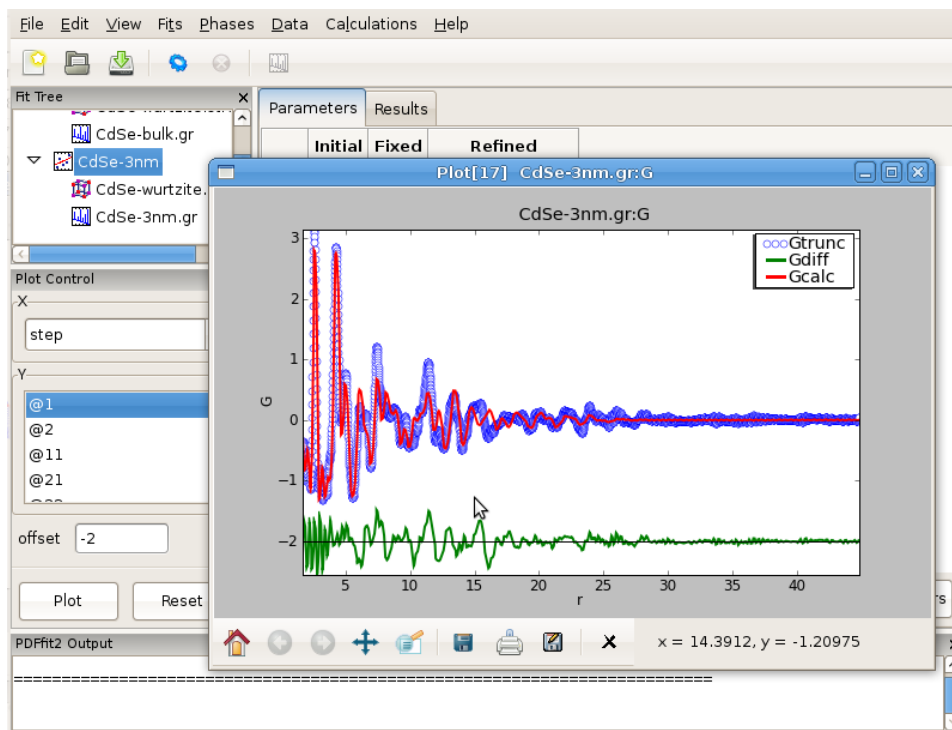 File Edit View Fits Phases Data Calculations Help
Fit Tree X
CdSe-bulk.gr
CdSe-3nm
CdSe-wurtzite.
CdSe-3nm.gr
Parameters Results
Initial Fixed Refined
Plot Control
X
step
Y
@1
@2
@11
@21
offset -2
Plot Reset
PDFfit2 Output
==========================================================================
Plot[17] CdSe-3nm.gr:G
CdSe-3nm.gr:G
Gtrunc
Gdiff
Gcalc
3
2
1
0
−1
−2
G
5 10 15 20 25 30 35 40
r
x = 14.3912, y = -1.20975